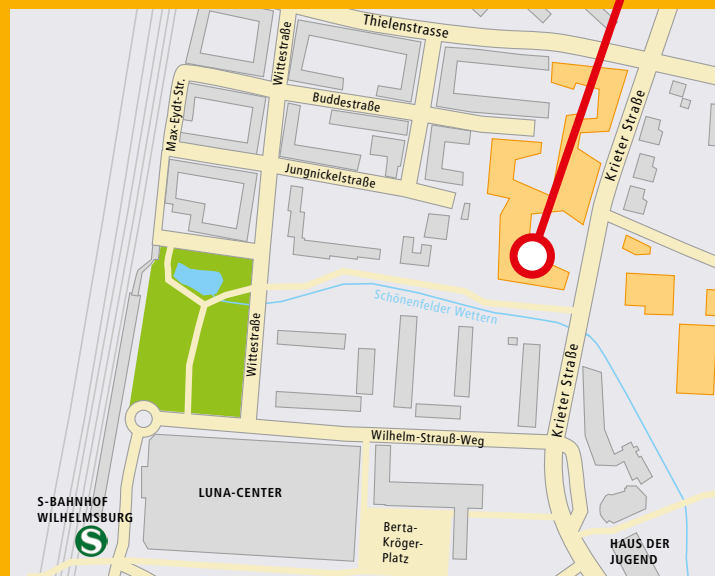 Thielenstrasse
Wittestraße
Max-Eydt-Str.
Buddestraße
Krieter Straße
Jungnickelstraße
Schönenfelder Wettern
Wittestraße
Krieter Straße
Wilhelm-Strauß-Weg
LUNA-CENTER
S-BAHNHOF
WILHELMSBURG
S
Berta-
Kröger-
Platz
HAUS DER
JUGEND